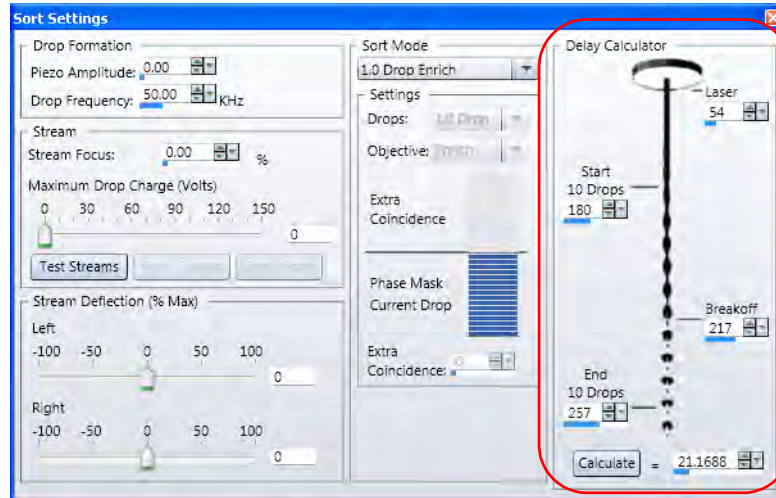 Sort Settings
Drop Formation
Piezo Amplitude: 0.00
Drop Frequency: 50.00 KHz
Stream
Stream Focus: 0.00 %
Maximum Drop Charge (Volts)
0 30 60 90 120 150
0
Test Streams
Stream Deflection (% Max)
Left
-100 -50 0 50 100
0
Right
-100 -50 0 50 100
0
Sort Mode
1.0 Drop Enrich
Settings
Drops: 1.0 Drop
Objective:
Extra
Coincidence
Phase Mask
Current Drop
Extra
Coincidence: 0
Delay Calculator
Laser
54
Start
10 Drops
180
Breakoff
217
End
10 Drops
257
Calculate = 21.1688